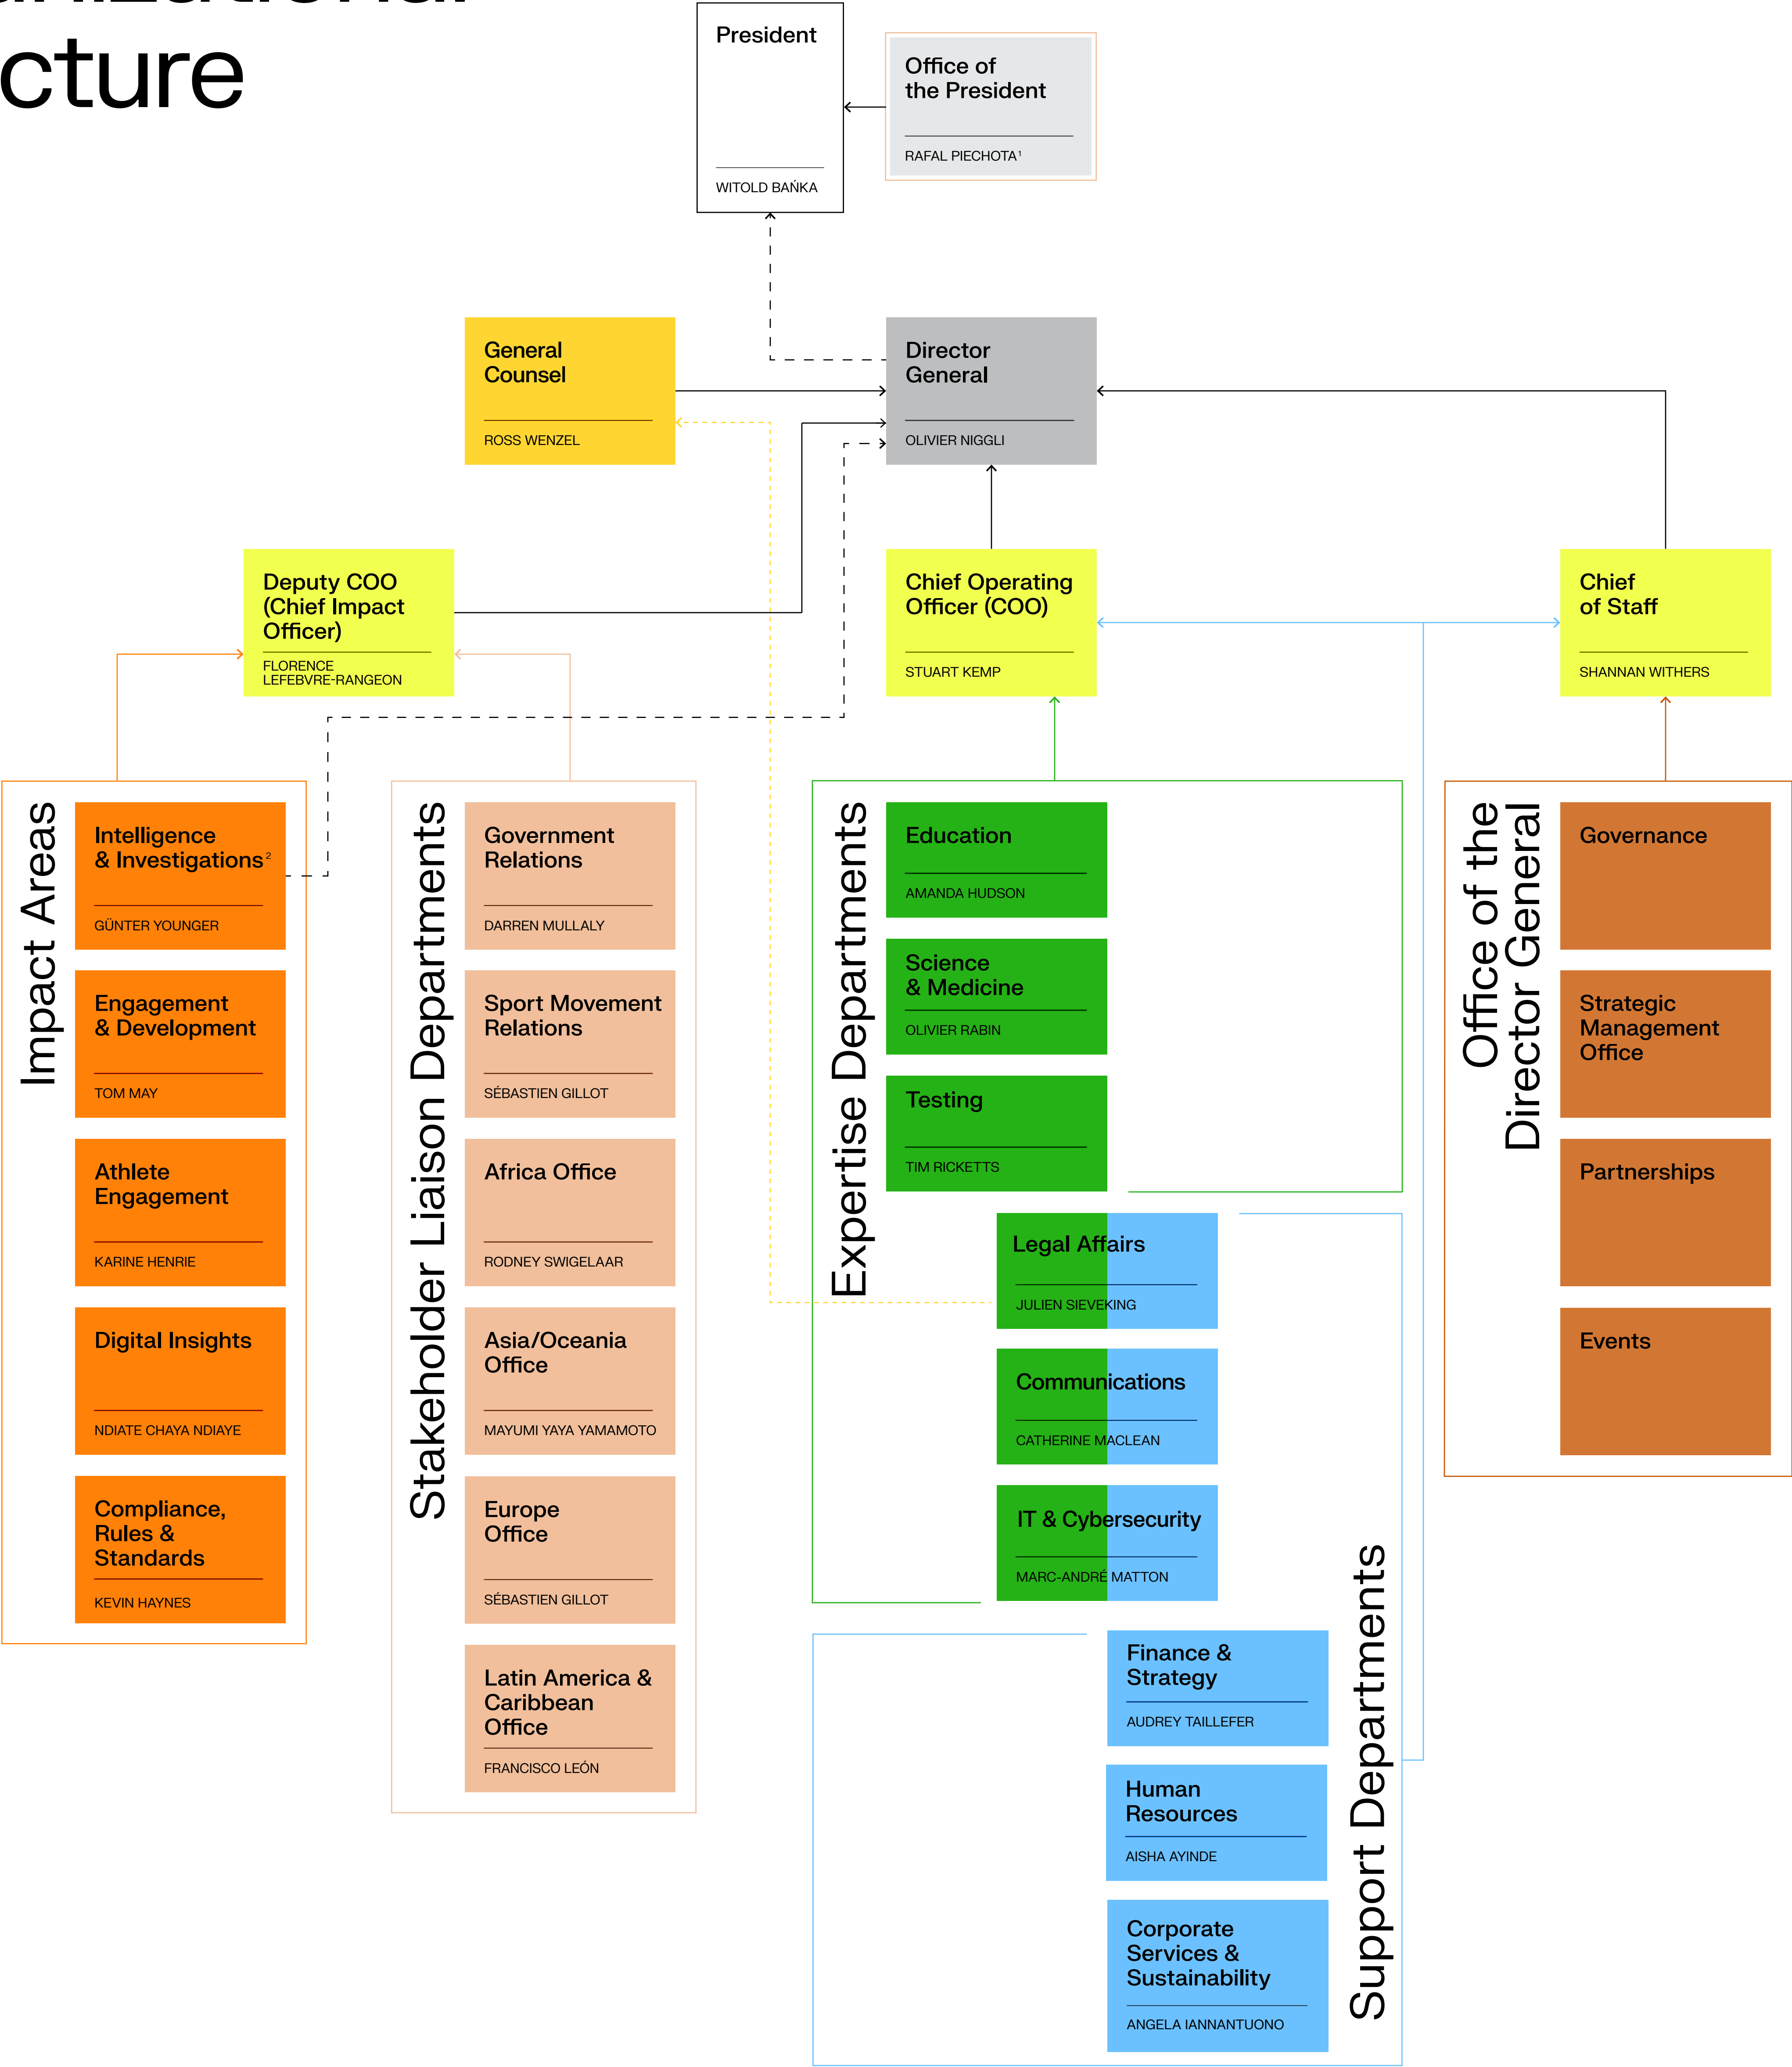 cture
President
WITOLD BAŃKA
Office of
the President
RAFAL PIECHOTA¹
General
Counsel
ROSS WENZEL
Director
General
OLIVIER NIGGLI
Deputy COO
(Chief Impact
Officer)
FLORENCE
LEFEBVRE-RANGEON
Chief Operating
Officer (COO)
STUART KEMP
Chief
of Staff
SHANNAN WITHERS
Impact Areas
Intelligence
& Investigations²
GÜNTER YOUNGER
Engagement
& Development
TOM MAY
Athlete
Engagement
KARINE HENRIE
Digital Insights
NDIATE CHAYA NDIAYE
Compliance,
Rules &
Standards
KEVIN HAYNES
Stakeholder Liaison Departments
Government
Relations
DARREN MULLALY
Sport Movement
Relations
SÉBASTIEN GILLOT
Africa Office
RODNEY SWIGELAAR
Asia/Oceania
Office
MAYUMI YAYA YAMAMOTO
Europe
Office
SÉBASTIEN GILLOT
Latin America &
Caribbean
Office
FRANCISCO LEÓN
Expertise Departments
Education
AMANDA HUDSON
Science
& Medicine
OLIVIER RABIN
Testing
TIM RICKETTS
Legal Affairs
JULIEN SIEVEKING
Communications
CATHERINE MACLEAN
IT & Cybersecurity
MARC-ANDRÉ MATTON
Support Departments
Finance &
Strategy
AUDREY TAILLEFER
Human
Resources
AISHA AYINDE
Corporate
Services &
Sustainability
ANGELA IANNANTUONO
Office of the
Director General
Governance
Strategic
Management
Office
Partnerships
Events